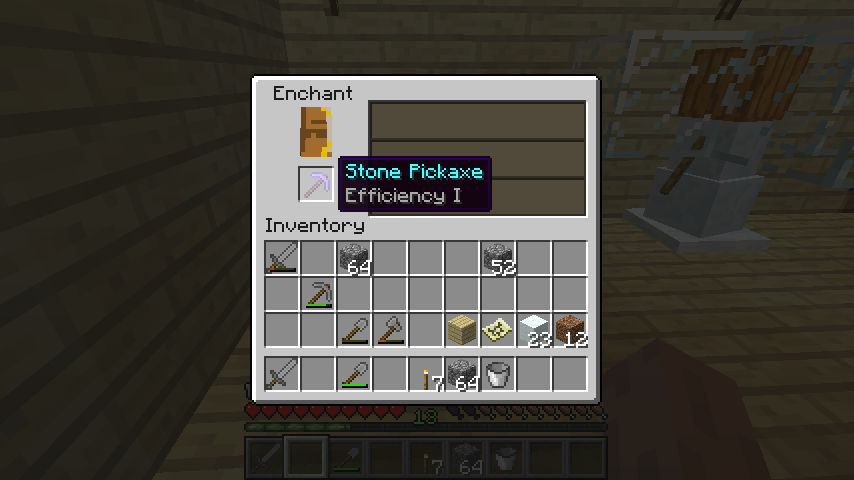 Enchant
Stone Pickaxe
Efficiency I
Inventory
64
52
23
12
7
64
18
7
64